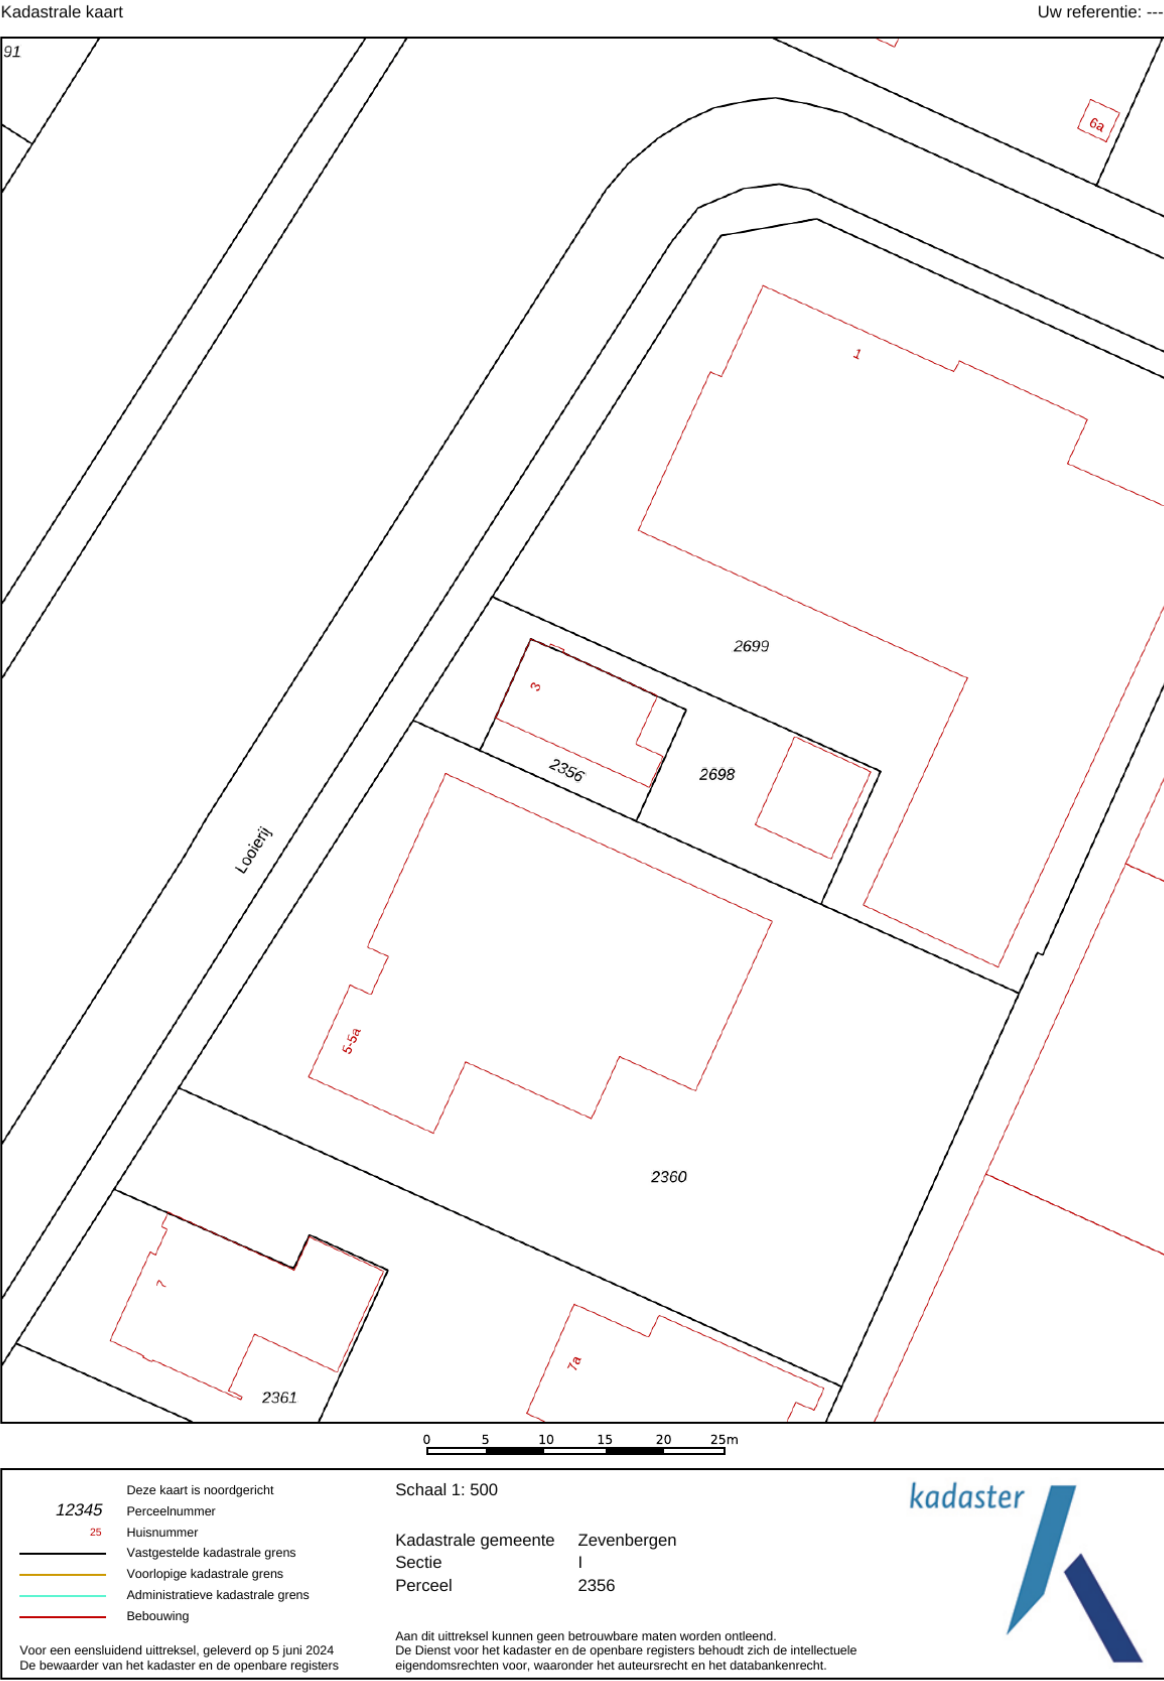 Kadastrale kaart
Uw referentie: ---
91
6a
1
2699
3
2356
2698
Looierij
5-5a
2360
7
7a
2361
0 5 10 15 20 25m
Deze kaart is noordgericht
12345 Perceelnummer
25 Huisnummer
Vastgestelde kadastrale grens
Voorlopige kadastrale grens
Administratieve kadastrale grens
Bebouwing
Voor een eensluidend uittreksel, geleverd op 5 juni 2024
De bewaarder van het kadaster en de openbare registers
Schaal 1: 500
Kadastrale gemeente Zevenbergen
Sectie I
Perceel 2356
Aan dit uittreksel kunnen geen betrouwbare maten worden ontleend.
De Dienst voor het kadaster en de openbare registers behoudt zich de intellectuele
eigendomsrechten voor, waaronder het auteursrecht en het databankenrecht.
kadaster